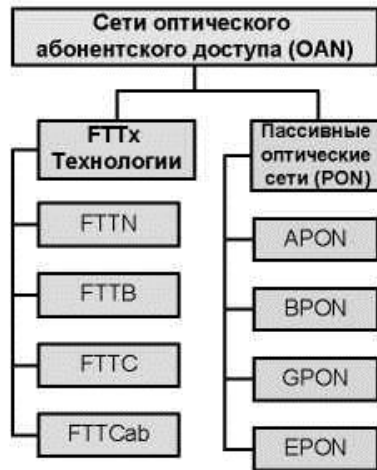 Сети оптического
абонентского доступа (OAN)
FTTx
Технологии
FTTN
FTTB
FTTC
FTTCab
Пассивные
оптические
сети (PON)
APON
BPON
GPON
EPON